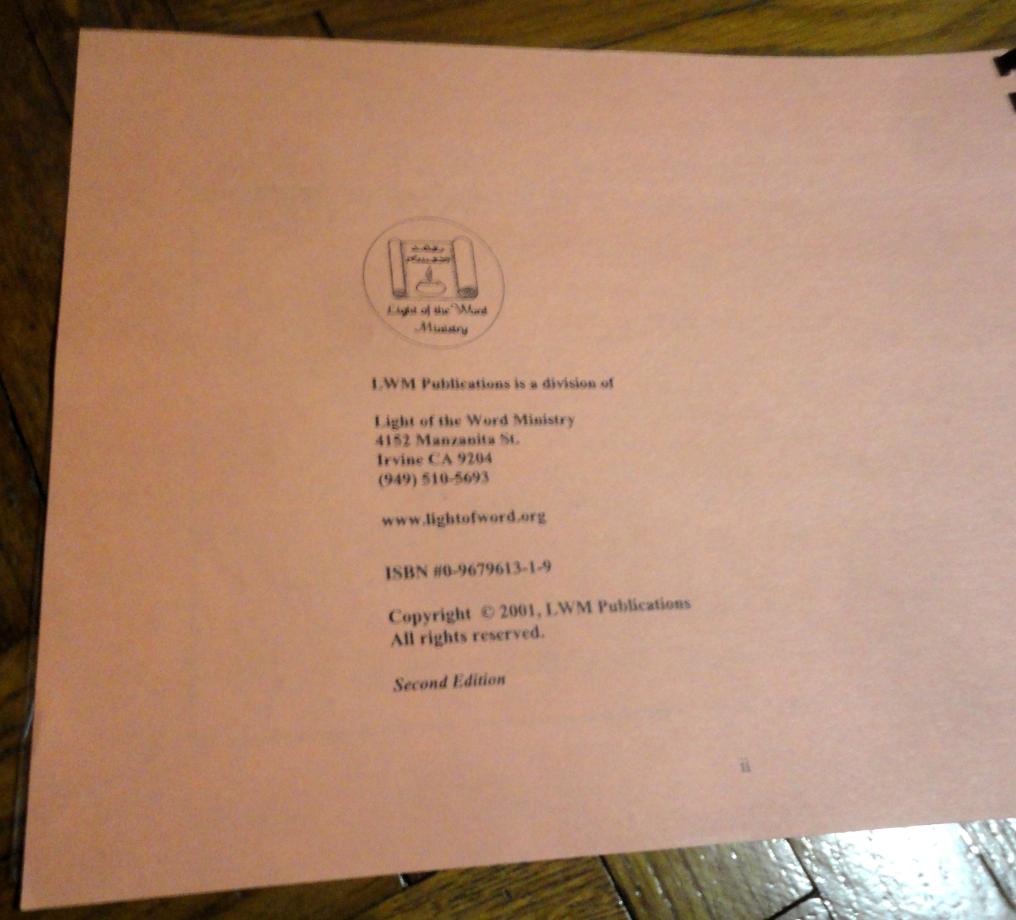 Light of the Word
Ministry
LWM Publications is a division of
Light of the Word Ministry
4152 Manzanita St.
Irvine CA 9204
(949) 510-5693
www.lightofword.org
ISBN #0-9679613-1-9
Copyright © 2001, LWM Publications
All rights reserved.
Second Edition
ii